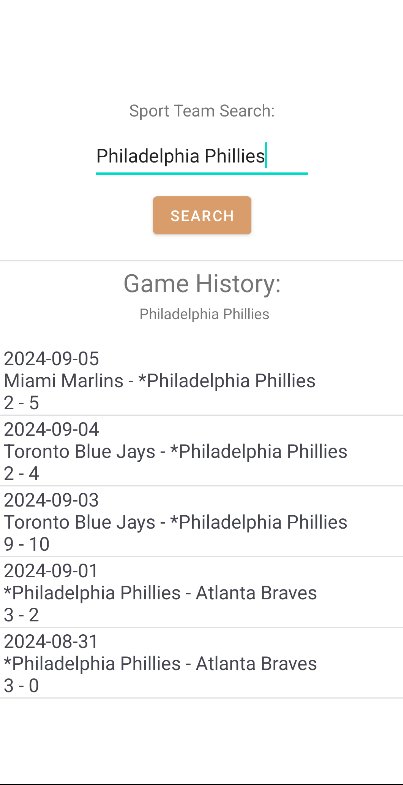 Sport Team Search:
Philadelphia Phillies
SEARCH
Game History:
Philadelphia Phillies
2024-09-05
Miami Marlins - *Philadelphia Phillies
2 - 5
2024-09-04
Toronto Blue Jays - *Philadelphia Phillies
2 - 4
2024-09-03
Toronto Blue Jays - *Philadelphia Phillies
9 - 10
2024-09-01
*Philadelphia Phillies - Atlanta Braves
3 - 2
2024-08-31
*Philadelphia Phillies - Atlanta Braves
3 - 0